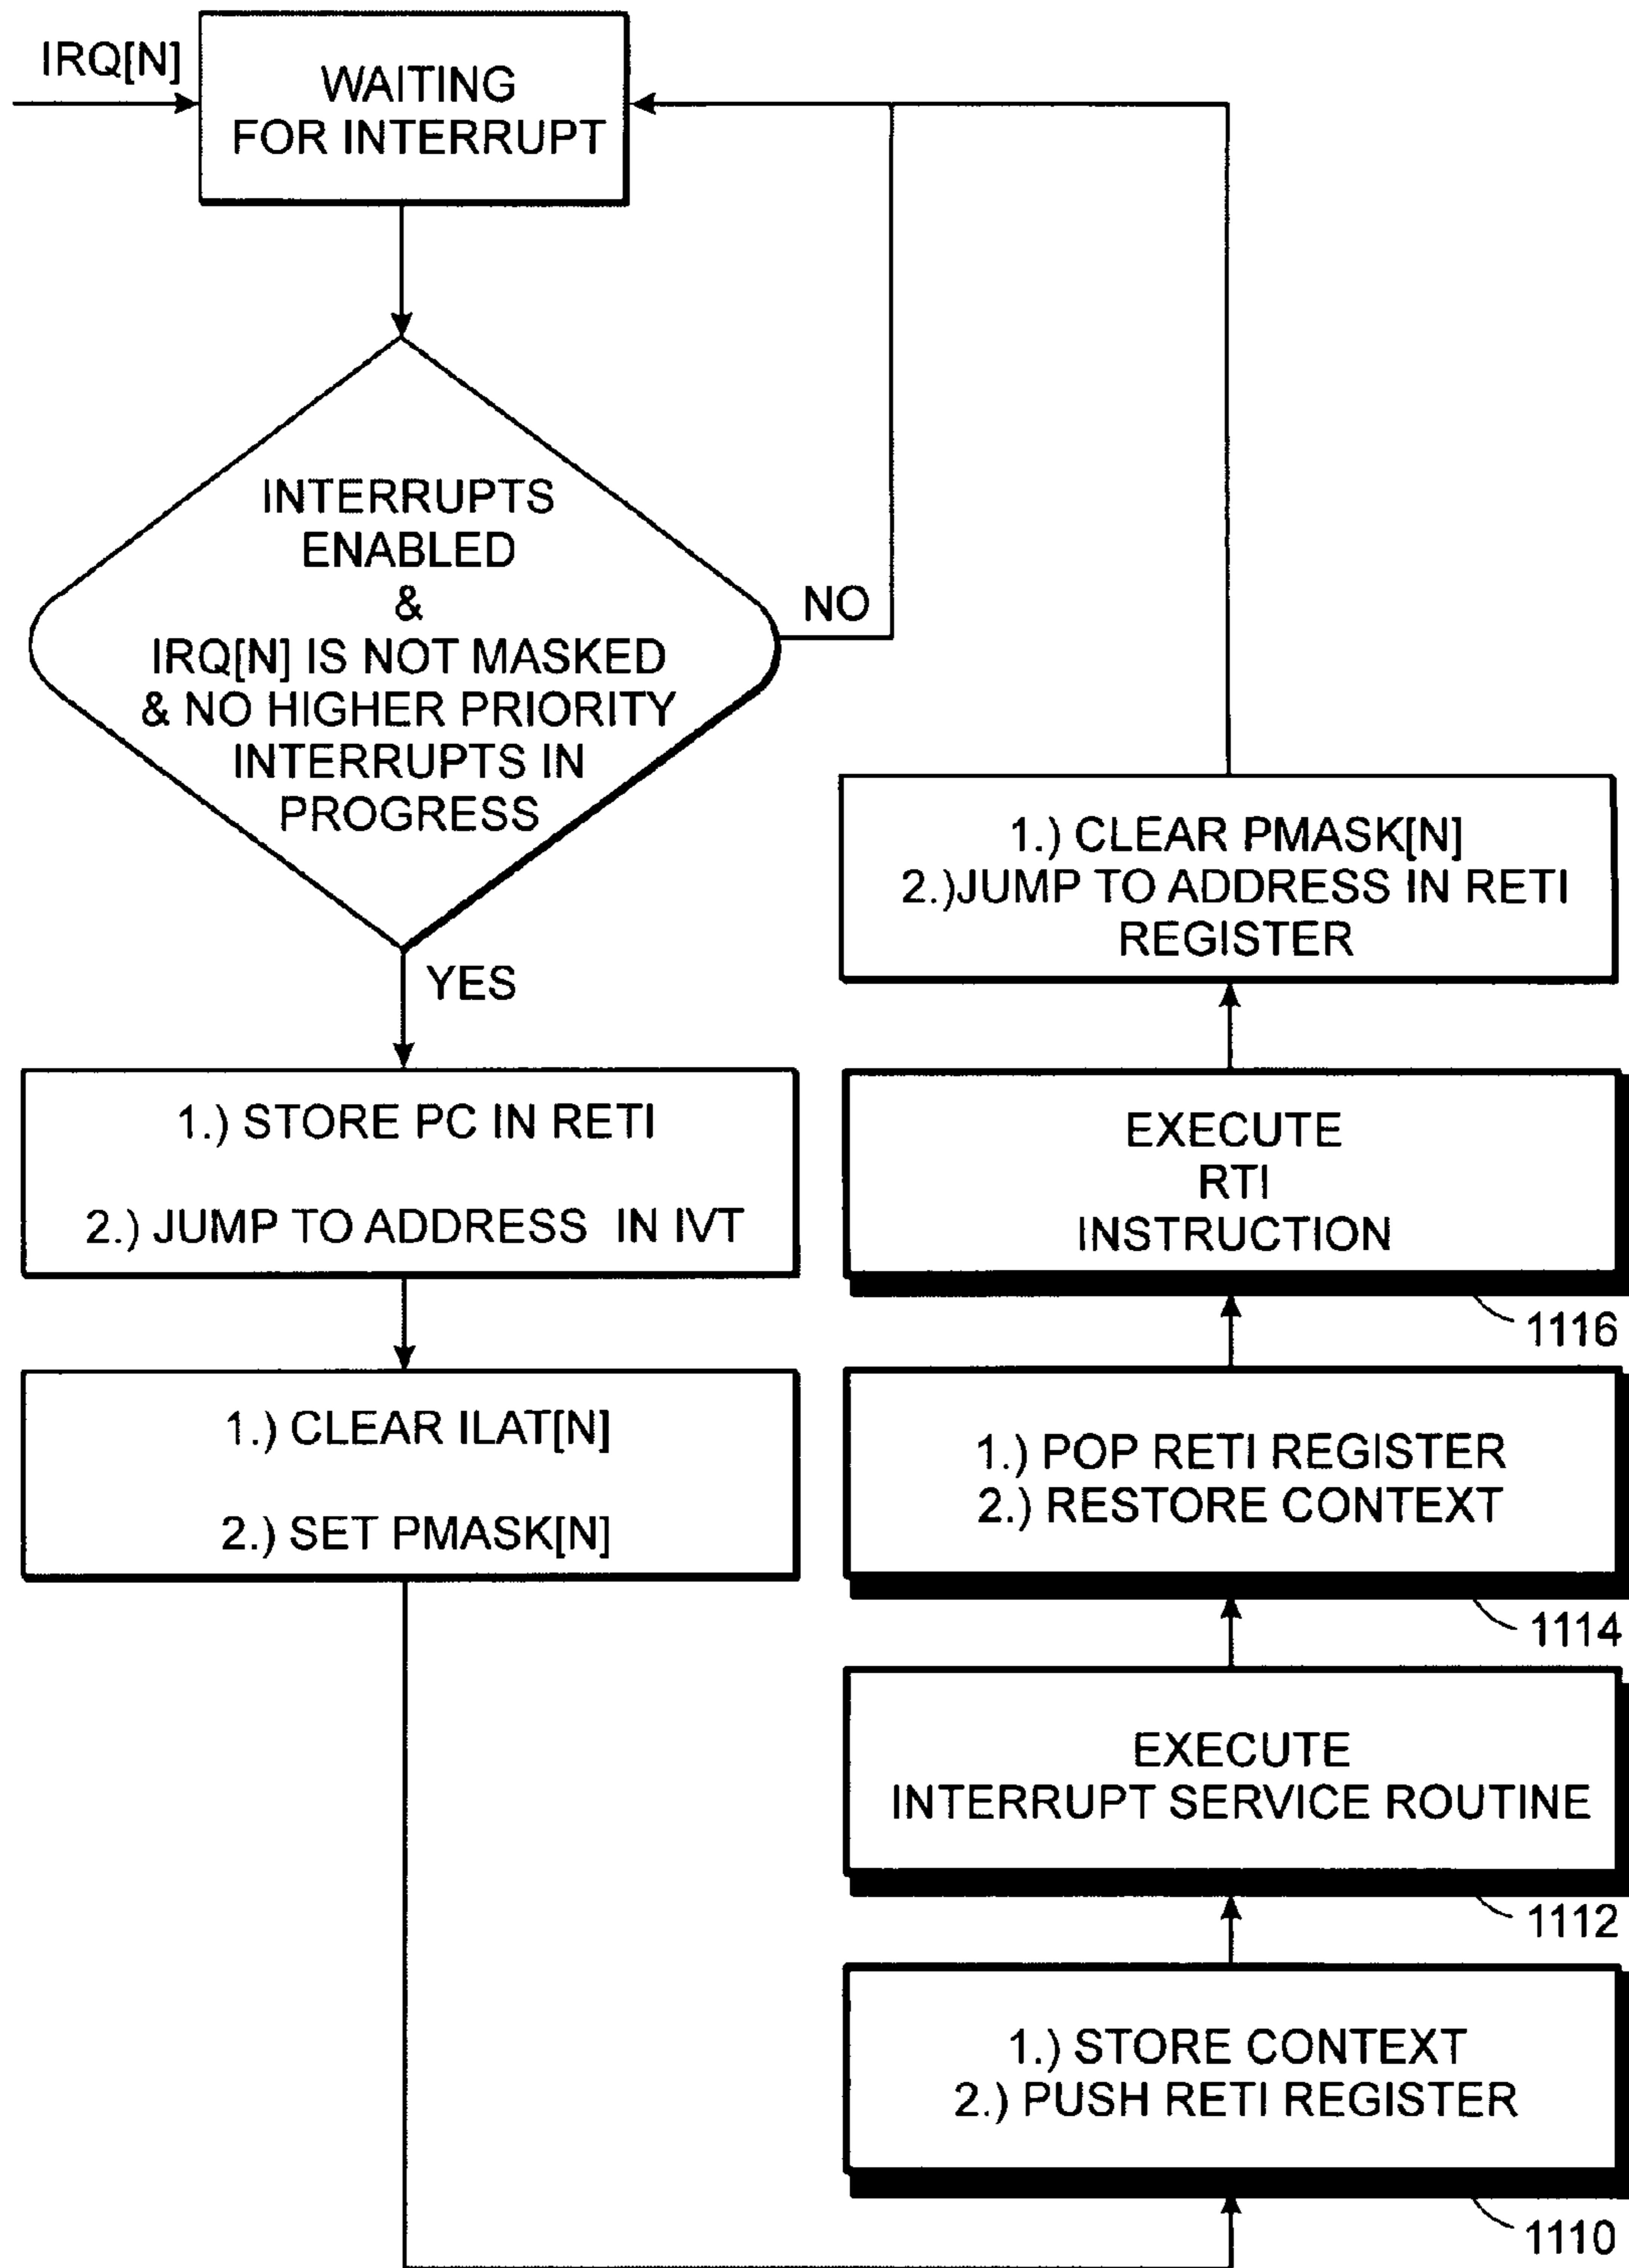 IRQ[N]
WAITING
FOR INTERRUPT
INTERRUPTS
ENABLED
&
IRQ[N] IS NOT MASKED
& NO HIGHER PRIORITY
INTERRUPTS IN
PROGRESS
NO
YES
1.) STORE PC IN RETI
2.) JUMP TO ADDRESS IN IVT
1.) CLEAR ILAT[N]
2.) SET PMASK[N]
1.) CLEAR PMASK[N]
2.)JUMP TO ADDRESS IN RETI
REGISTER
EXECUTE
RTI
INSTRUCTION
1116
1.) POP RETI REGISTER
2.) RESTORE CONTEXT
1114
EXECUTE
INTERRUPT SERVICE ROUTINE
1112
1.) STORE CONTEXT
2.) PUSH RETI REGISTER
1110